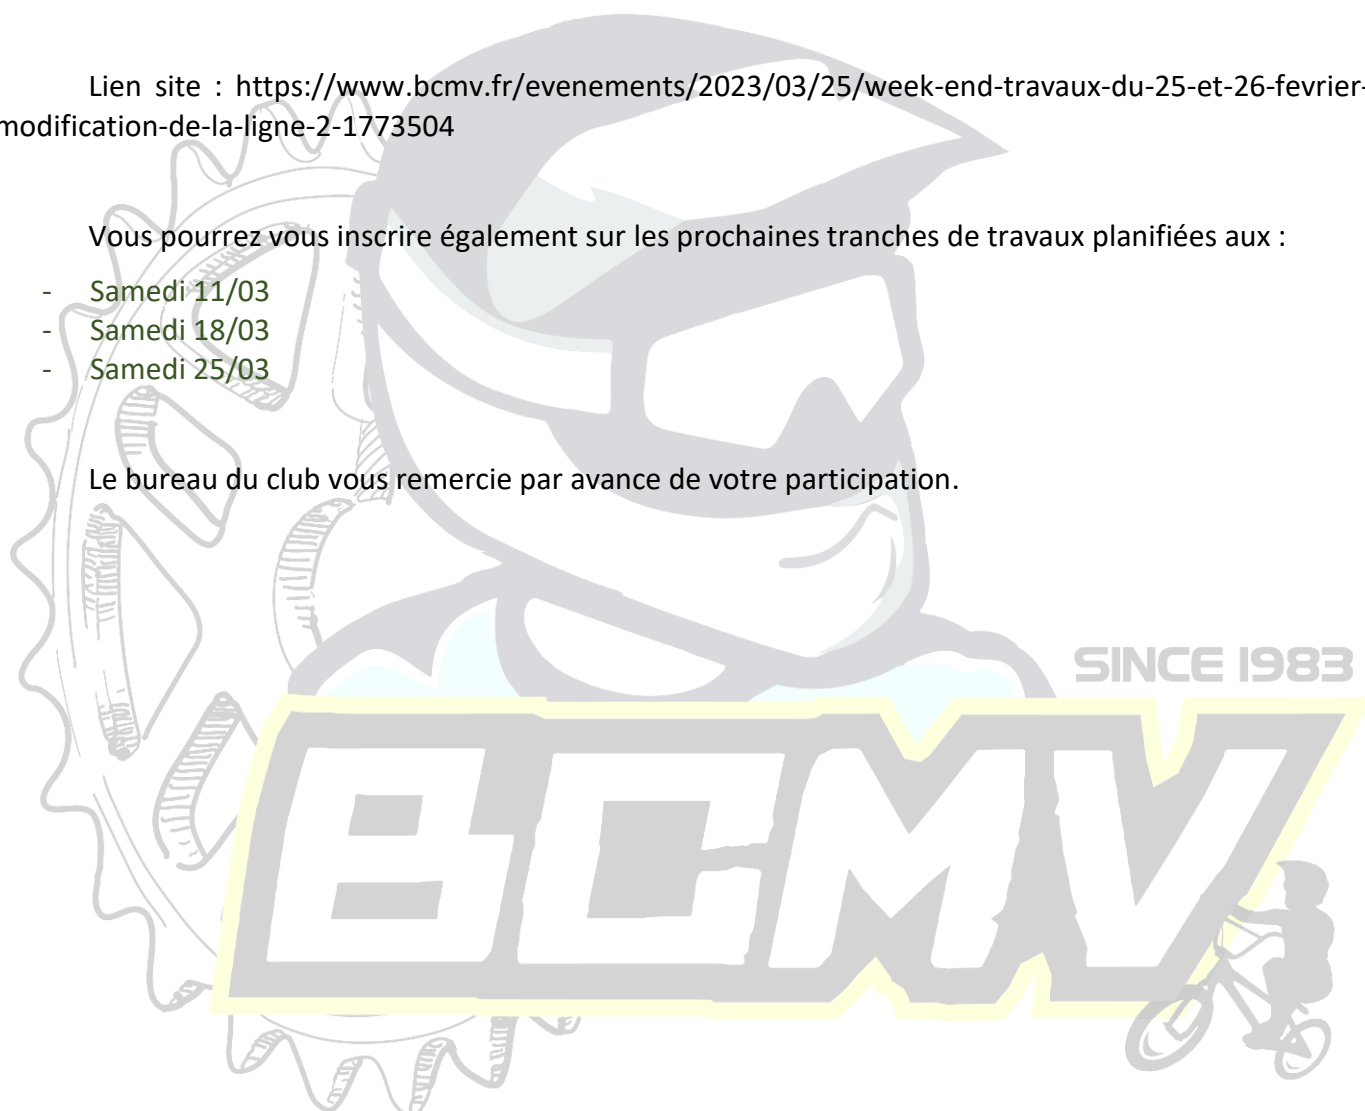 Lien site : https://www.bcmv.fr/evenements/2023/03/25/week-end-travaux-du-25-et-26-fevrier-
modification-de-la-ligne-2-1773504
Vous pourrez vous inscrire également sur les prochaines tranches de travaux planifiées aux :
- Samedi 11/03
- Samedi 18/03
- Samedi 25/03
Le bureau du club vous remercie par avance de votre participation.
SINCE 1983
BCMV